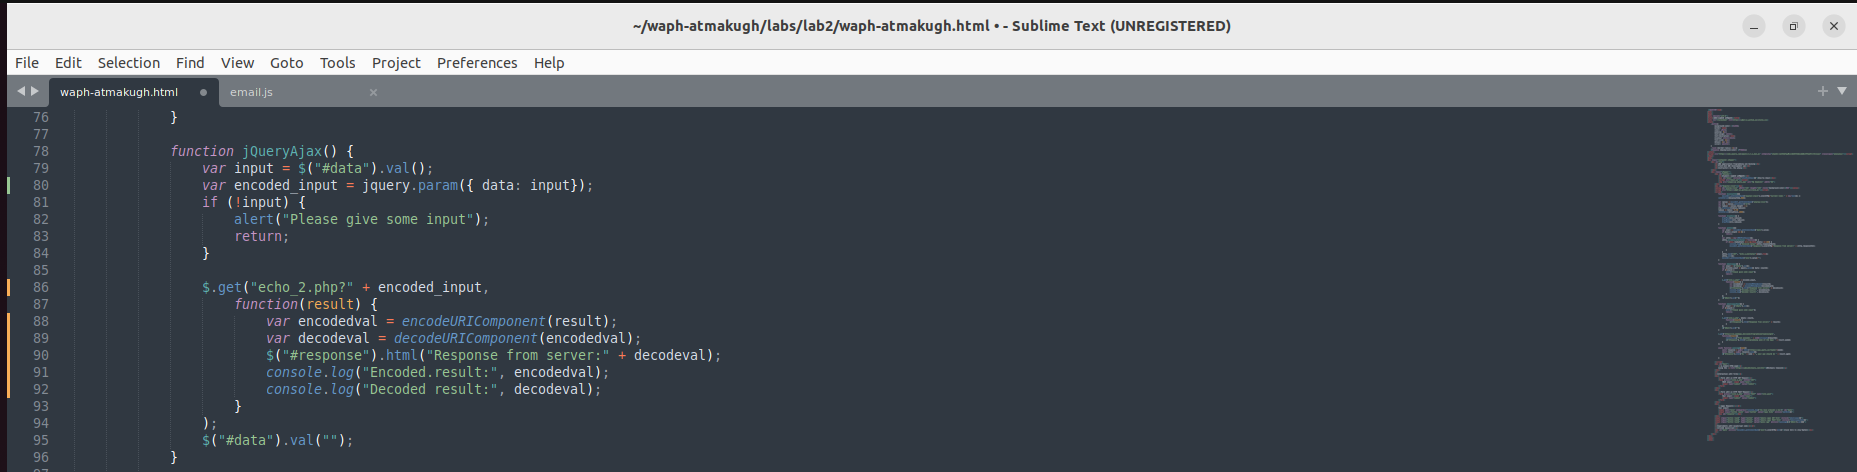 ~/waph-atmakugh/labs/lab2/waph-atmakugh.html • - Sublime Text (UNREGISTERED)
File Edit Selection Find View Goto Tools Project Preferences Help
waph-atmakugh.html email.js
76 }
77
78 function jQueryAjax() {
79 var input = $("#data").val();
80 var encoded_input = jquery.param({ data: input});
81 if (!input) {
82 alert("Please give some input");
83 return;
84 }
85
86 $.get("echo_2.php?" + encoded_input,
87 function(result) {
88 var encodedval = encodeURIComponent(result);
89 var decodeval = decodeURIComponent(encodedval);
90 $("#response").html("Response from server:" + decodeval);
91 console.log("Encoded.result:", encodedval);
92 console.log("Decoded result:", decodeval);
93 }
94 );
95 $("#data").val("");
96 }